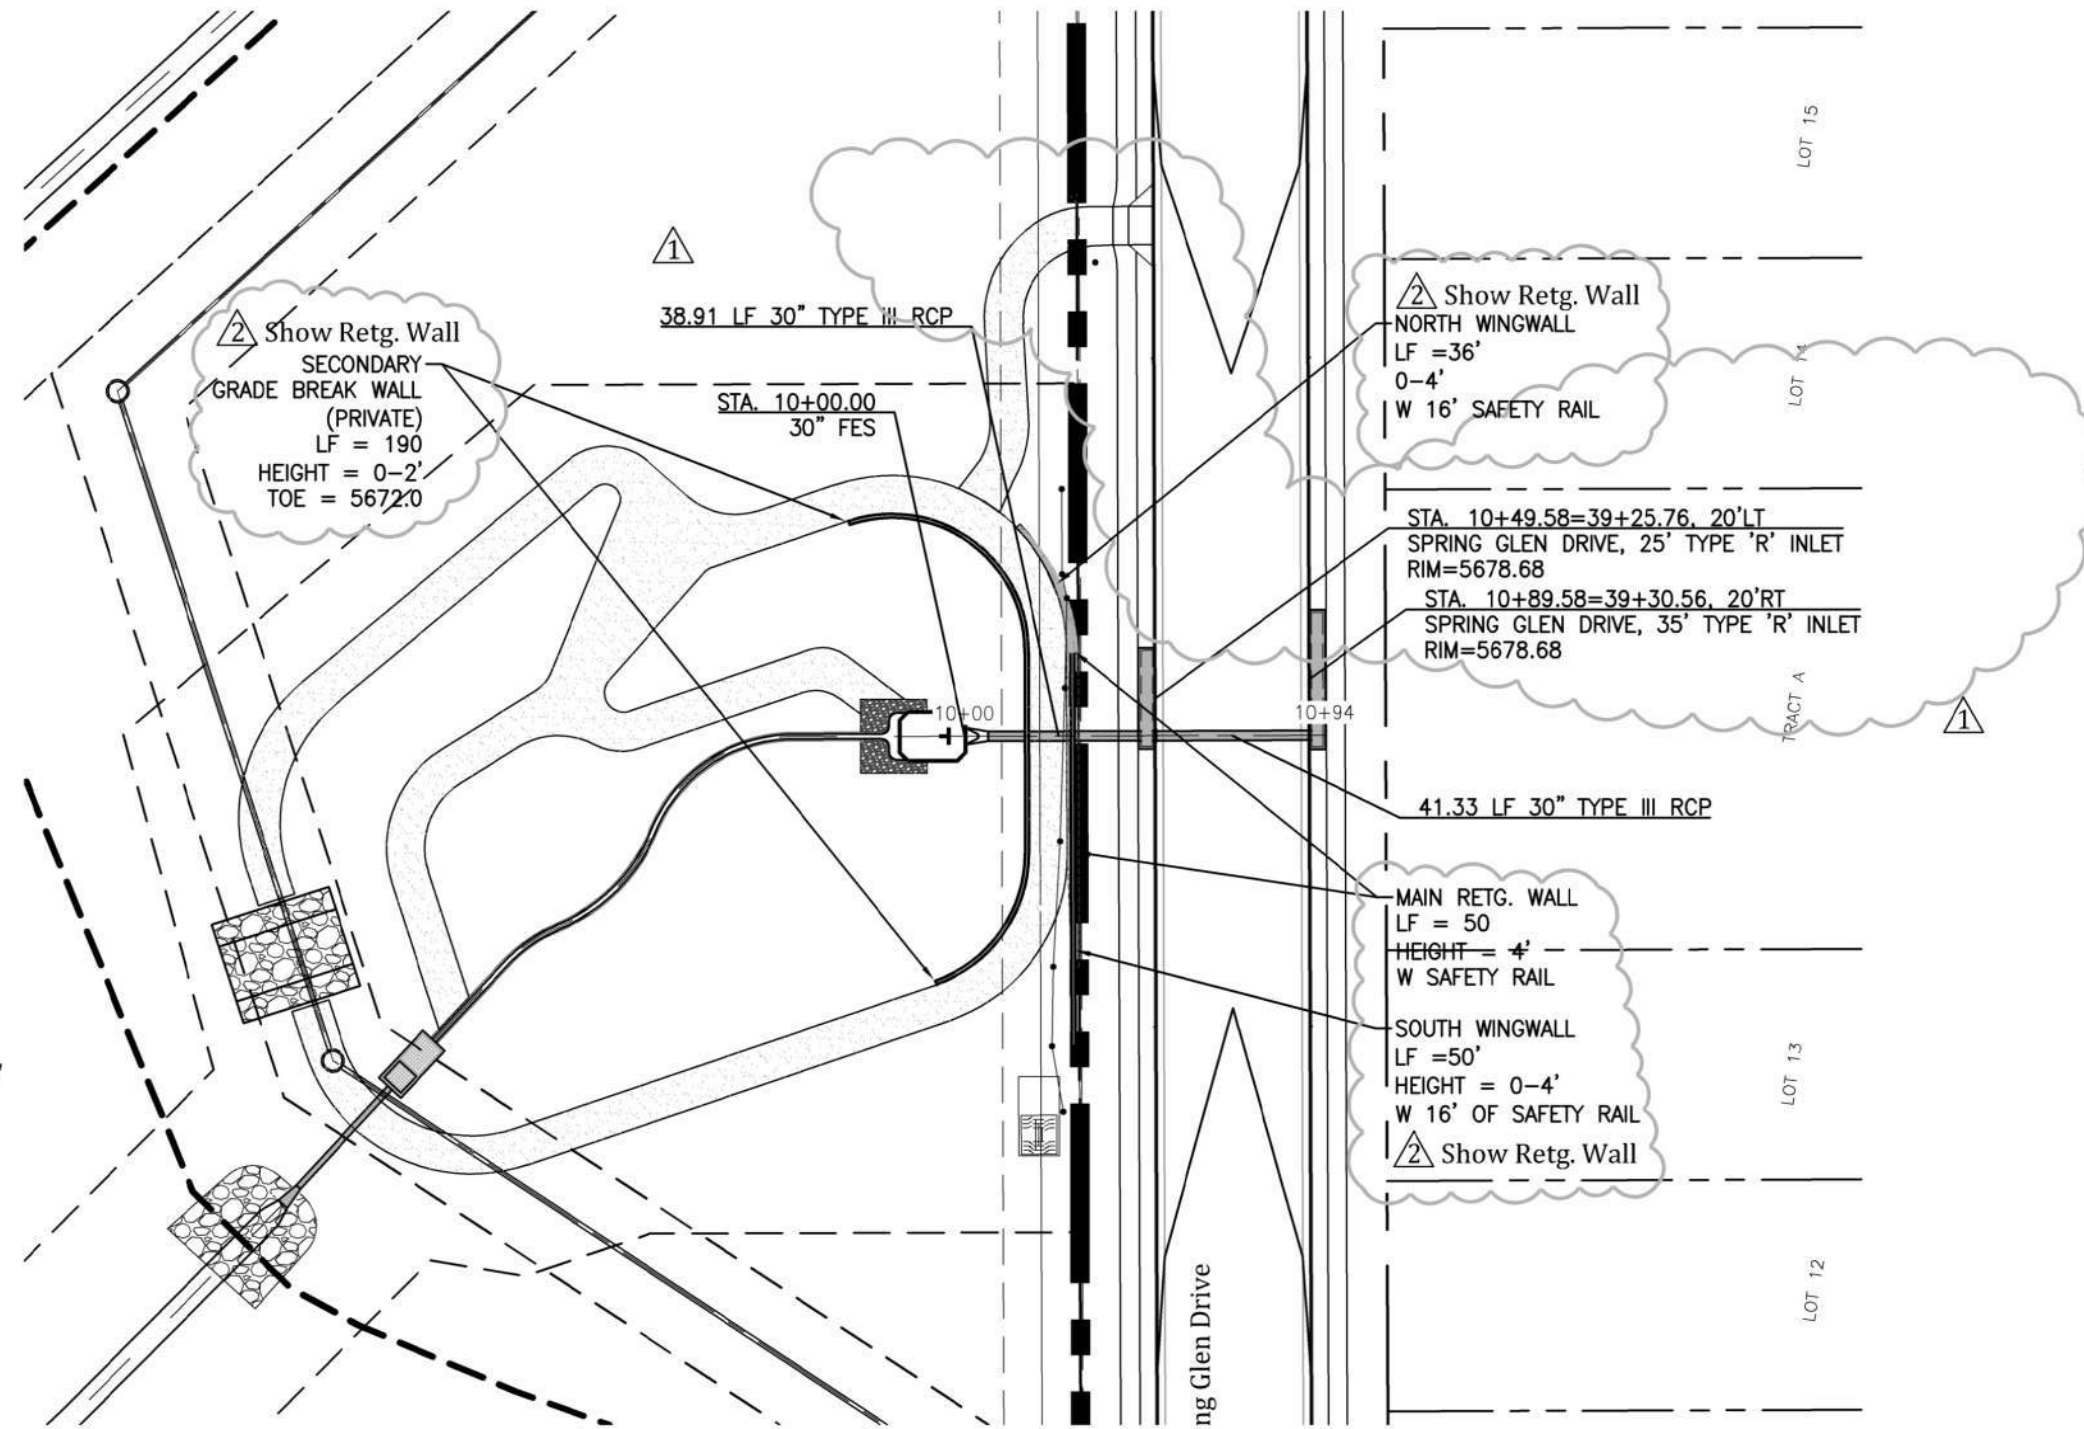 1
2 Show Retg. Wall
SECONDARY
GRADE BREAK WALL
(PRIVATE)
LF = 190
HEIGHT = 0-2'
TOE = 5672.0
38.91 LF 30" TYPE III RCP
STA. 10+00.00
30" FES
2 Show Retg. Wall
NORTH WINGWALL
LF =36'
0-4'
W 16' SAFETY RAIL
STA. 10+49.58=39+25.76, 20'LT
SPRING GLEN DRIVE, 25' TYPE 'R' INLET
RIM=5678.68
STA. 10+89.58=39+30.56, 20'RT
SPRING GLEN DRIVE, 35' TYPE 'R' INLET
RIM=5678.68
10+00
10+94
1
41.33 LF 30" TYPE III RCP
MAIN RETG. WALL
LF = 50
HEIGHT = 4'
W SAFETY RAIL
SOUTH WINGWALL
LF =50'
HEIGHT = 0-4'
W 16' OF SAFETY RAIL
2 Show Retg. Wall
LOT 15
LOT 14
TRACT A
LOT 13
LOT 12
ng Glen Drive